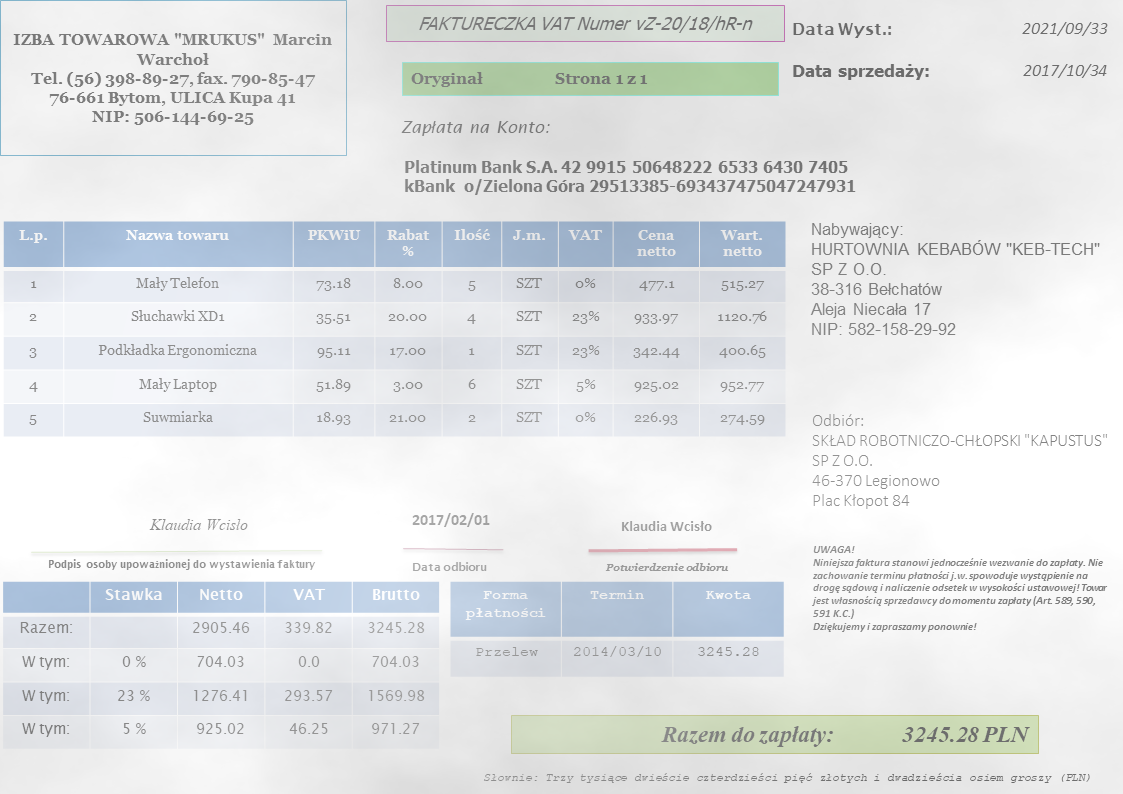 IZBA TOWAROWA "MRUKUS" Marcin
Warchoł
Tel. (56) 398-89-27, fax. 790-85-47
76-661 Bytom, ULICA Kupa 41
NIP: 506-144-69-25
FAKTURECZKA VAT Numer vZ-20/18/hR-n
Oryginał Strona 1 z 1
Data Wyst.: 2021/09/33
Data sprzedaży: 2017/10/34
Zapłata na Konto:
Platinum Bank S.A. 42 9915 50648222 6533 6430 7405
kBank o/Zielona Góra 29513385-693437475047247931
L.p. Nazwa towaru PKWiU Rabat % Ilość J.m. VAT Cena netto Wart. netto
1 Mały Telefon 73.18 8.00 5 SZT 0% 477.1 515.27
2 Słuchawki XD1 35.51 20.00 4 SZT 23% 933.97 1120.76
3 Podkładka Ergonomiczna 95.11 17.00 1 SZT 23% 342.44 400.65
4 Mały Laptop 51.89 3.00 6 SZT 5% 925.02 952.77
5 Suwmiarka 18.93 21.00 2 SZT 0% 226.93 274.59
Nabywający:
HURTOWNIA KEBABÓW "KEB-TECH"
SP Z O.O.
38-316 Bełchatów
Aleja Niecała 17
NIP: 582-158-29-92
Odbiór:
SKŁAD ROBOTNICZO-CHŁOPSKI "KAPUSTUS"
SP Z O.O.
46-370 Legionowo
Plac Kłopot 84
Klaudia Wcisło
Podpis osoby upoważnionej do wystawienia faktury
2017/02/01
Data odbioru
Klaudia Wcisło
Potwierdzenie odbioru
UWAGA!
Niniejsza faktura stanowi jednocześnie wezwanie do zapłaty. Nie
zachowanie terminu płatności j.w. spowoduje wystąpienie na
drogę sądową i naliczenie odsetek w wysokości ustawowej! Towar
jest własnością sprzedawcy do momentu zapłaty (Art. 589, 590,
591 K.C.)
Dziękujemy i zapraszamy ponownie!
Stawka Netto VAT Brutto
Razem: 2905.46 339.82 3245.28
W tym: 0 % 704.03 0.0 704.03
W tym: 23 % 1276.41 293.57 1569.98
W tym: 5 % 925.02 46.25 971.27
Forma płatności Termin Kwota
Przelew 2014/03/10 3245.28
Razem do zapłaty: 3245.28 PLN
Słownie: Trzy tysiące dwieście czterdzieści pięć złotych i dwadzieścia osiem groszy (PLN)